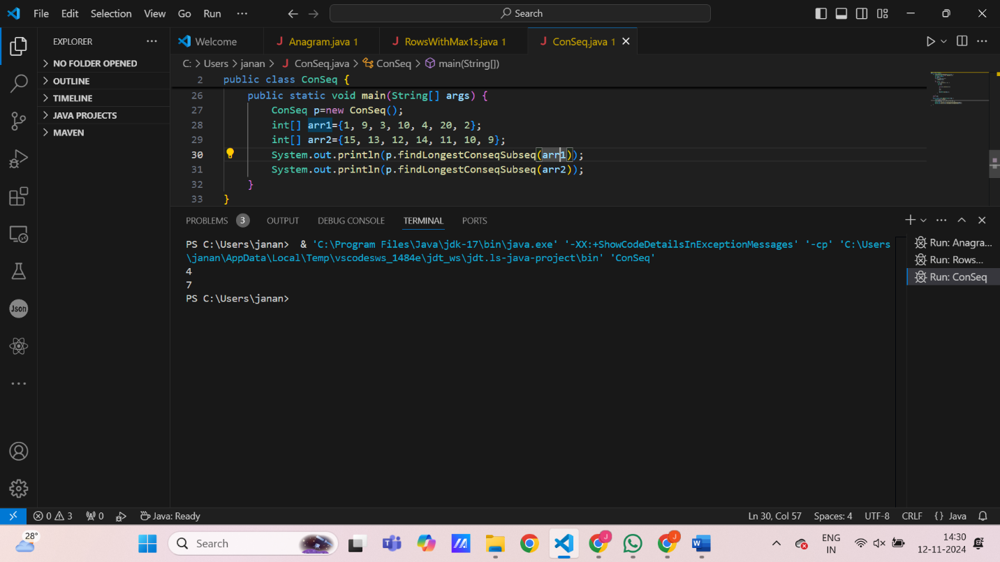 File Edit Selection View Go Run ··· Search
EXPLORER ··· Welcome Anagram.java 1 RowsWithMax1s.java 1 ConSeq.java 1
NO FOLDER OPENED
OUTLINE
TIMELINE
JAVA PROJECTS
MAVEN
C: > Users > janan > ConSeq.java > ConSeq > main(String[])
2 public class ConSeq {
26 public static void main(String[] args) {
27 ConSeq p=new ConSeq();
28 int[] arr1={1, 9, 3, 10, 4, 20, 2};
29 int[] arr2={15, 13, 12, 14, 11, 10, 9};
30 System.out.println(p.findLongestConseqSubseq(arr1));
31 System.out.println(p.findLongestConseqSubseq(arr2));
32 }
33 }
PROBLEMS 3 OUTPUT DEBUG CONSOLE TERMINAL PORTS
PS C:\Users\janan>  & 'C:\Program Files\Java\jdk-17\bin\java.exe' '-XX:+ShowCodeDetailsInExceptionMessages' '-cp' 'C:\Users
\janan\AppData\Local\Temp\vscodesws_1484e\jdt_ws\jdt.ls-java-project\bin' 'ConSeq'
4
7
PS C:\Users\janan>
Run: Anagra...
Run: Rows...
Run: ConSeq
Json
0 3 0 Java: Ready Ln 30, Col 57 Spaces: 4 UTF-8 CRLF {} Java
28° Search ENG 14:30
IN 12-11-2024